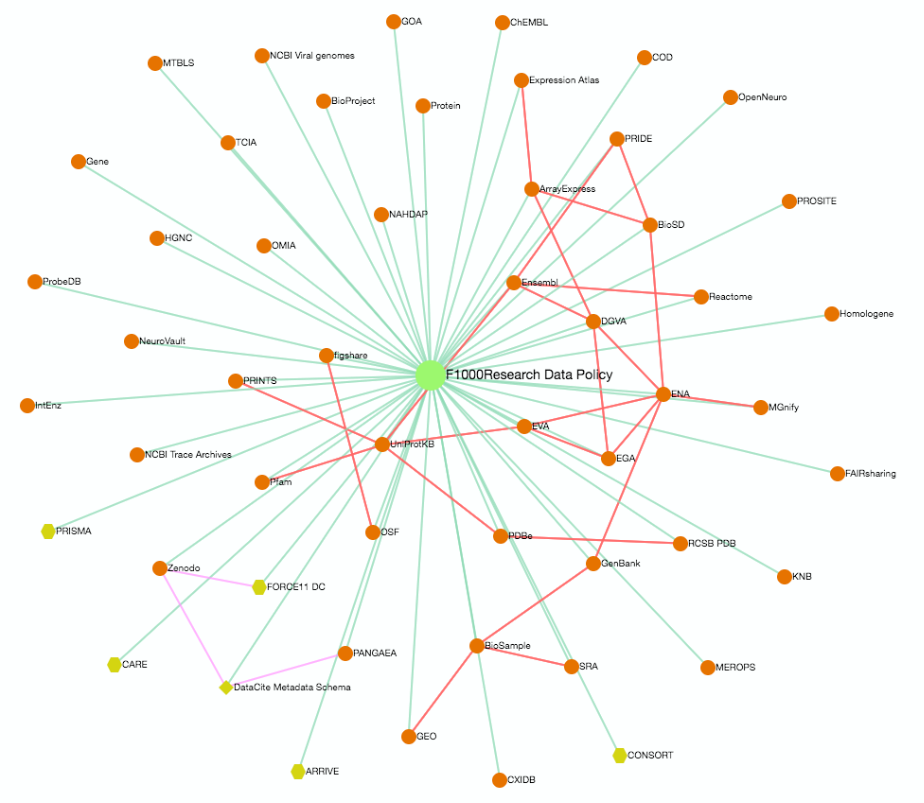 GOA
ChEMBL
NCBI Viral genomes
COD
MTBLS
Expression Atlas
OpenNeuro
BioProject
Protein
PRIDE
TCIA
Gene
ArrayExpress
PROSITE
NAHDAP
BioSD
HGNC
OMIA
ProbeDB
Ensembl
Reactome
Homologene
DGVA
NeuroVault
figshare
F1000Research Data Policy
PRINTS
ENA
IntEnz
MGnify
EVA
UniProtKB
NCBI Trace Archives
EGA
FAIRsharing
Pfam
PRISMA
OSF
PDBe
RCSB PDB
Zenodo
GenBank
KNB
FORCE11 DC
BioSample
PANGAEA
CARE
SRA
MEROPS
DataCite Metadata Schema
GEO
CONSORT
ARRIVE
CXIDB